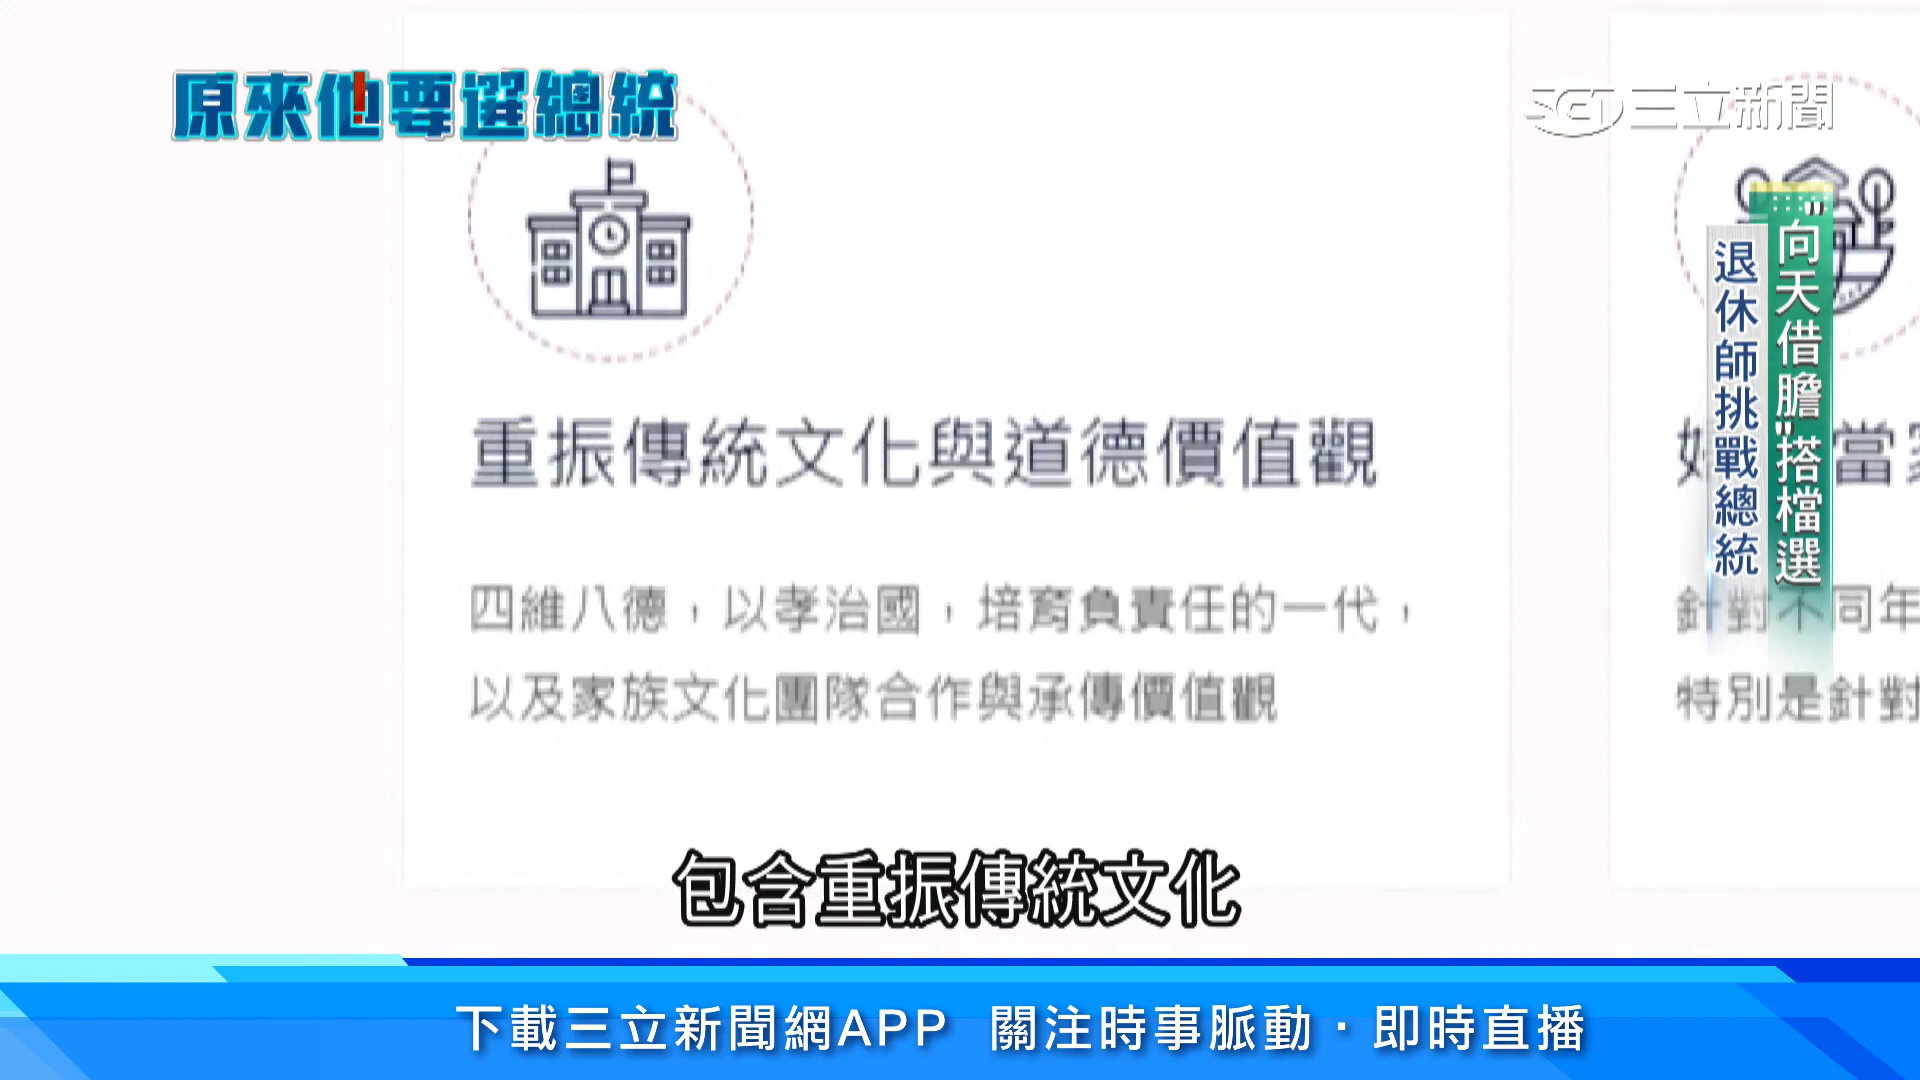 原來他!要選總統
SET三立新聞
"向天借膽"搭檔選
退休師挑戰總統
重振傳統文化與道德價值觀
四維八德，以孝治國，培育負責任的一代，
以及家族文化團隊合作與承傳價值觀
當
針對不同年
特別是針對
包含重振傳統文化
下載三立新聞網APP 關注時事脈動·即時直播